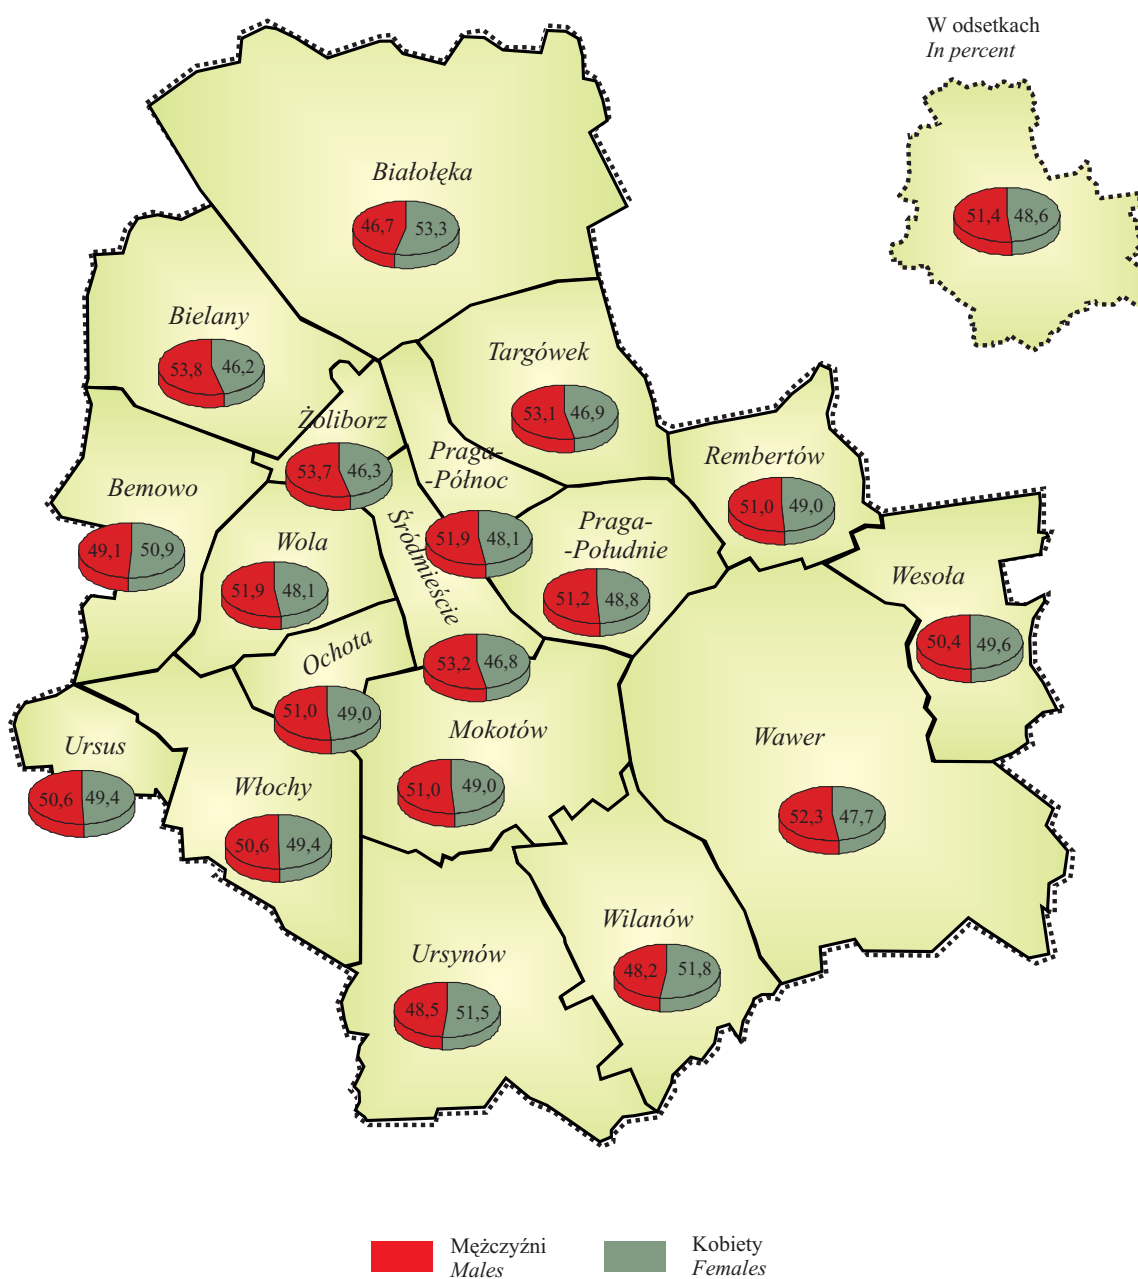 W odsetkach
In percent
51,4 48,6
Białołęka
46,7 53,3
Bielany
53,8 46,2
Targówek
53,1 46,9
Żoliborz
53,7 46,3
Praga-
-Północ
51,9 48,1
Rembertów
51,0 49,0
Bemowo
49,1 50,9
Wola
51,9 48,1
Śródmieście
53,2 46,8
Praga-
-Południe
51,2 48,8
Wesoła
50,4 49,6
Ochota
51,0 49,0
Mokotów
51,0 49,0
Wawer
52,3 47,7
Ursus
50,6 49,4
Włochy
50,6 49,4
Wilanów
48,2 51,8
Ursynów
48,5 51,5
Mężczyźni
Males
Kobiety
Females